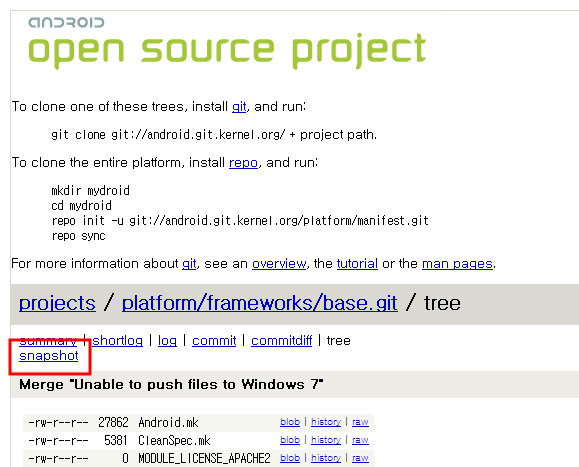 android
open source project
To clone one of these trees, install git, and run:
git clone git://android.git.kernel.org/ + project path.
To clone the entire platform, install repo, and run:
mkdir mydroid
cd mydroid
repo init -u git://android.git.kernel.org/platform/manifest.git
repo sync
For more information about git, see an overview, the tutorial or the man pages.
projects / platform/frameworks/base.git / tree
summary | shortlog | log | commit | commitdiff | tree
snapshot
Merge "Unable to push files to Windows 7"
-rw-r--r-- 27862 Android.mk blob | history | raw
-rw-r--r-- 5381 CleanSpec.mk blob | history | raw
-rw-r--r-- 0 MODULE_LICENSE_APACHE2 blob | history | raw